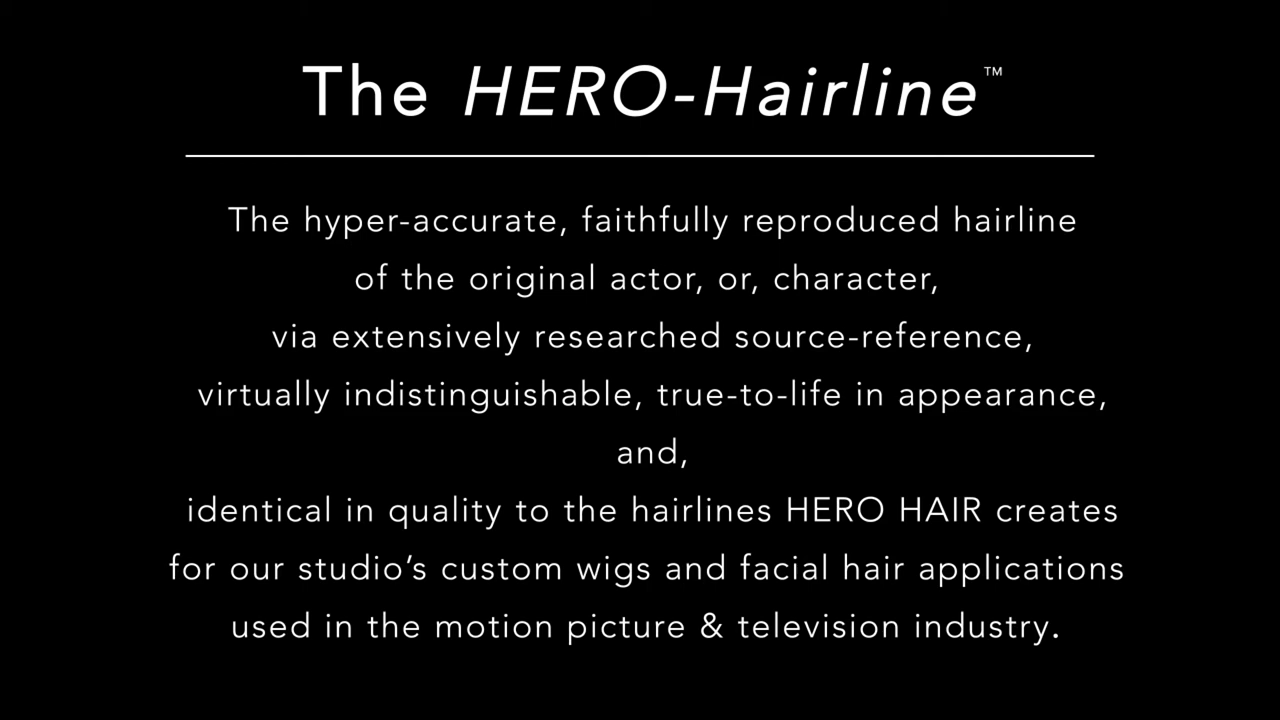 The HERO-Hairline™
The hyper-accurate, faithfully reproduced hairline
of the original actor, or, character,
via extensively researched source-reference,
virtually indistinguishable, true-to-life in appearance,
and,
identical in quality to the hairlines HERO HAIR creates
for our studio’s custom wigs and facial hair applications
used in the motion picture & television industry.